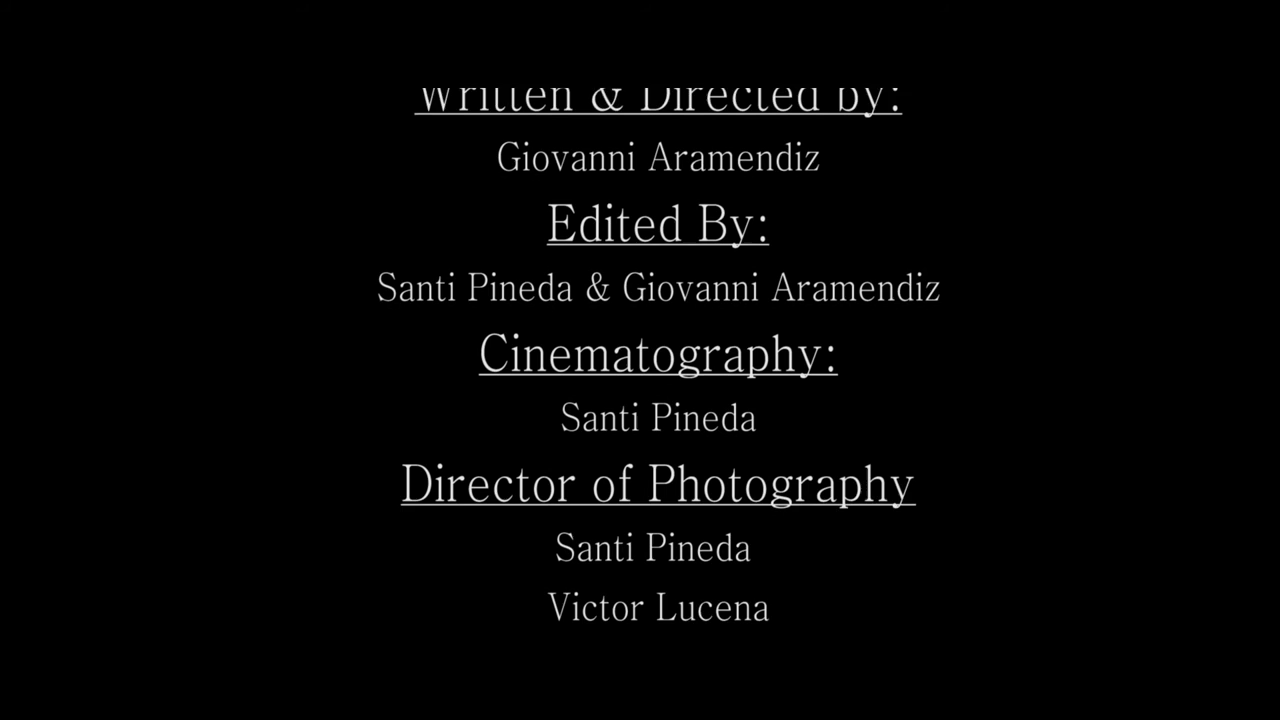 Written & Directed by:
Giovanni Aramendiz
Edited By:
Santi Pineda & Giovanni Aramendiz
Cinematography:
Santi Pineda
Director of Photography
Santi Pineda
Victor Lucena